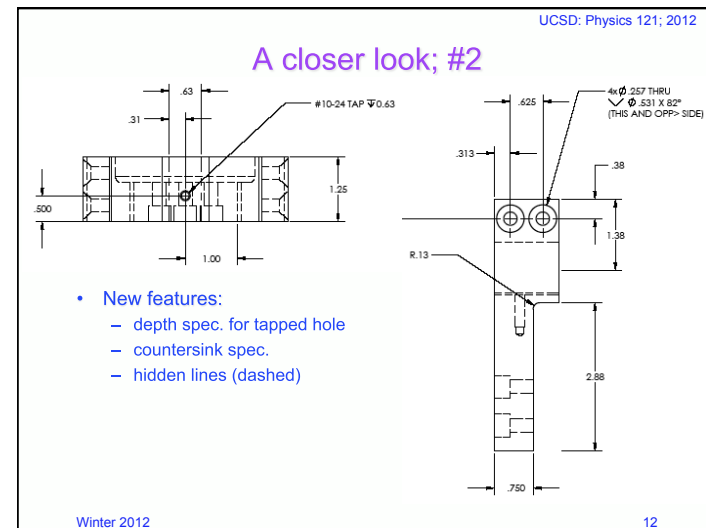 UCSD: Physics 121; 2012
A closer look; #2
.63
.31
#10-24 TAP ↧0.63
1.25
.500
1.00
4x Ø .257 THRU
⌵ Ø .531 X 82°
(THIS AND OPP> SIDE)
.625
.313
.38
1.38
R.13
2.88
.750
• New features:
– depth spec. for tapped hole
– countersink spec.
– hidden lines (dashed)
Winter 2012
12